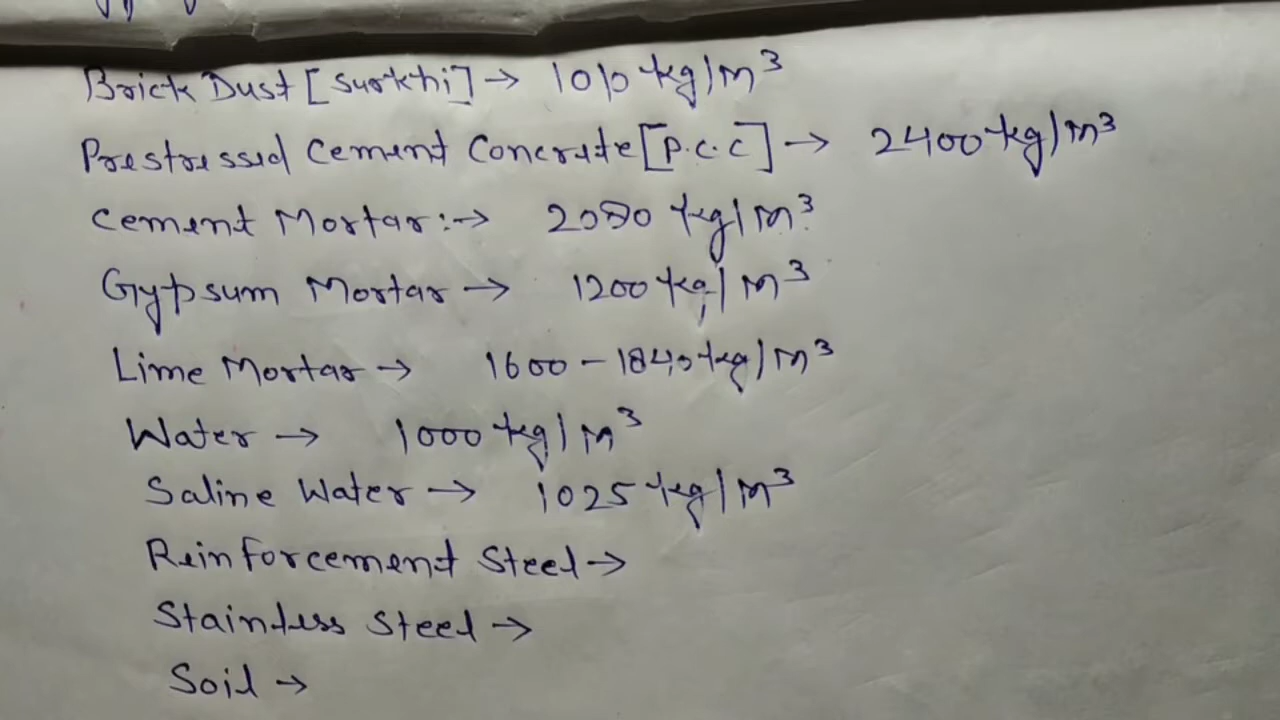 Brick Dust [Surkhi] → 1010 kg/m³
Prestressed Cement Concrete [P.C.C] → 2400 kg/m³
Cement Mortar :→ 2080 kg/m³
Gypsum Mortar → 1200 kg/m³
Lime Mortar → 1600 - 1840 kg/m³
Water → 1000 kg/m³
Saline Water → 1025 kg/m³
Reinforcement Steel →
Stainless Steel →
Soil →